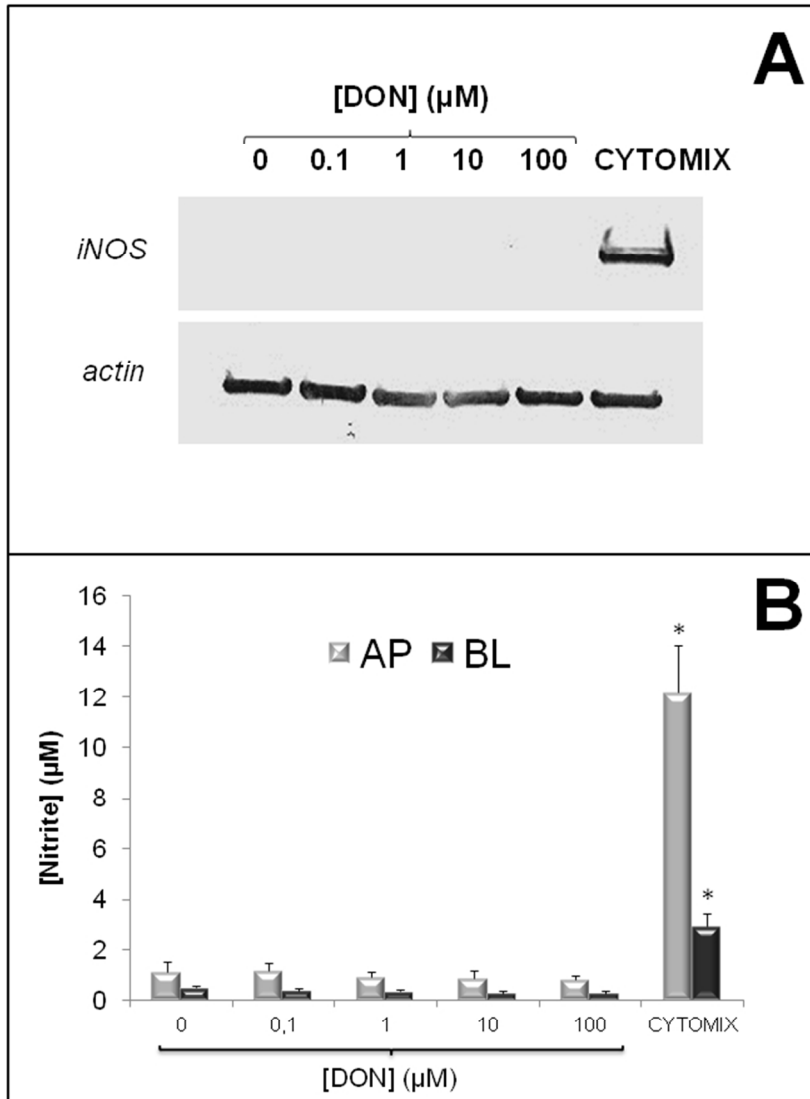 A
[DON] (µM)
0 0.1 1 10 100 CYTOMIX
iNOS
actin
B
16
14
12
10
8
6
4
2
0
[Nitrite] (µM)
AP BL
*
*
0 0,1 1 10 100 CYTOMIX
[DON] (µM)